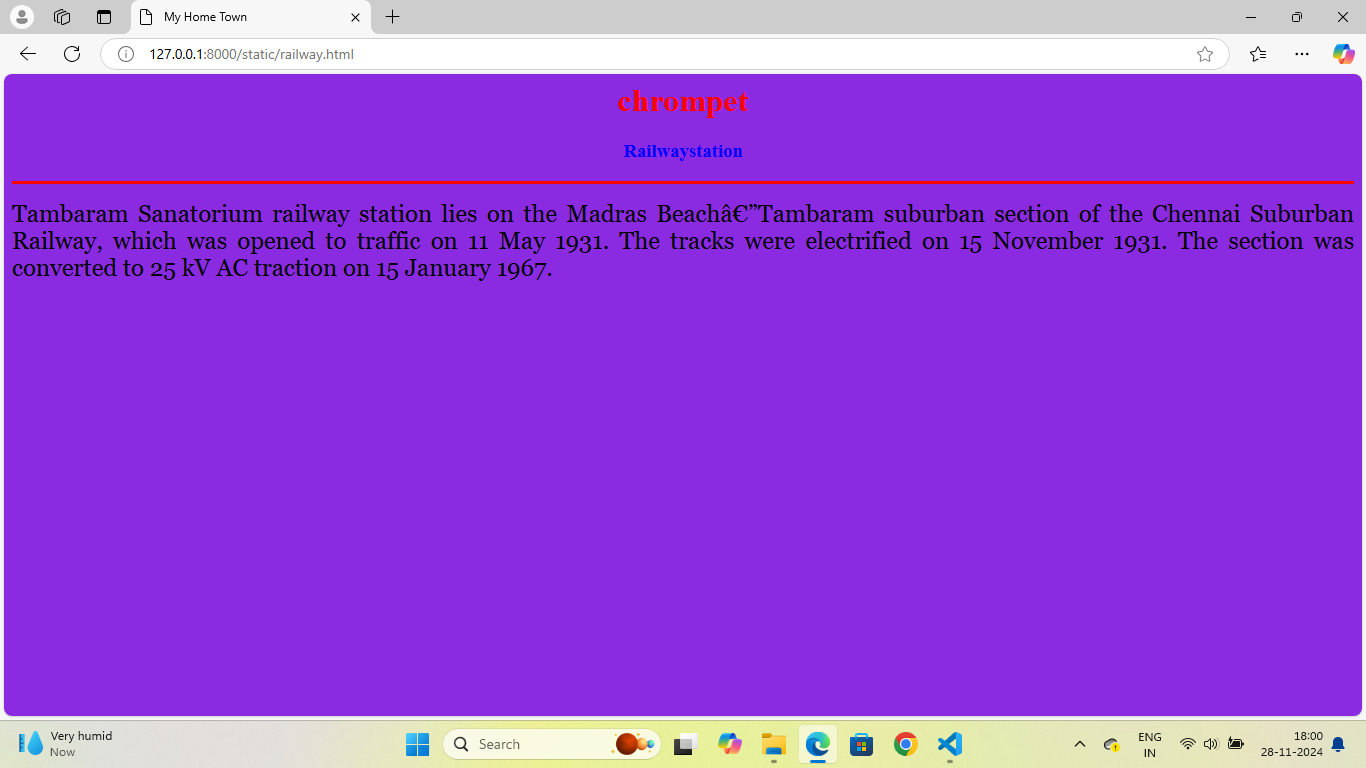 My Home Town
127.0.0.1:8000/static/railway.html
chrompet
Railwaystation
Tambaram Sanatorium railway station lies on the Madras Beachâ€”Tambaram suburban section of the Chennai Suburban
Railway, which was opened to traffic on 11 May 1931. The tracks were electrified on 15 November 1931. The section was
converted to 25 kV AC traction on 15 January 1967.
Very humid
Now
Search
ENG
IN
18:00
28-11-2024